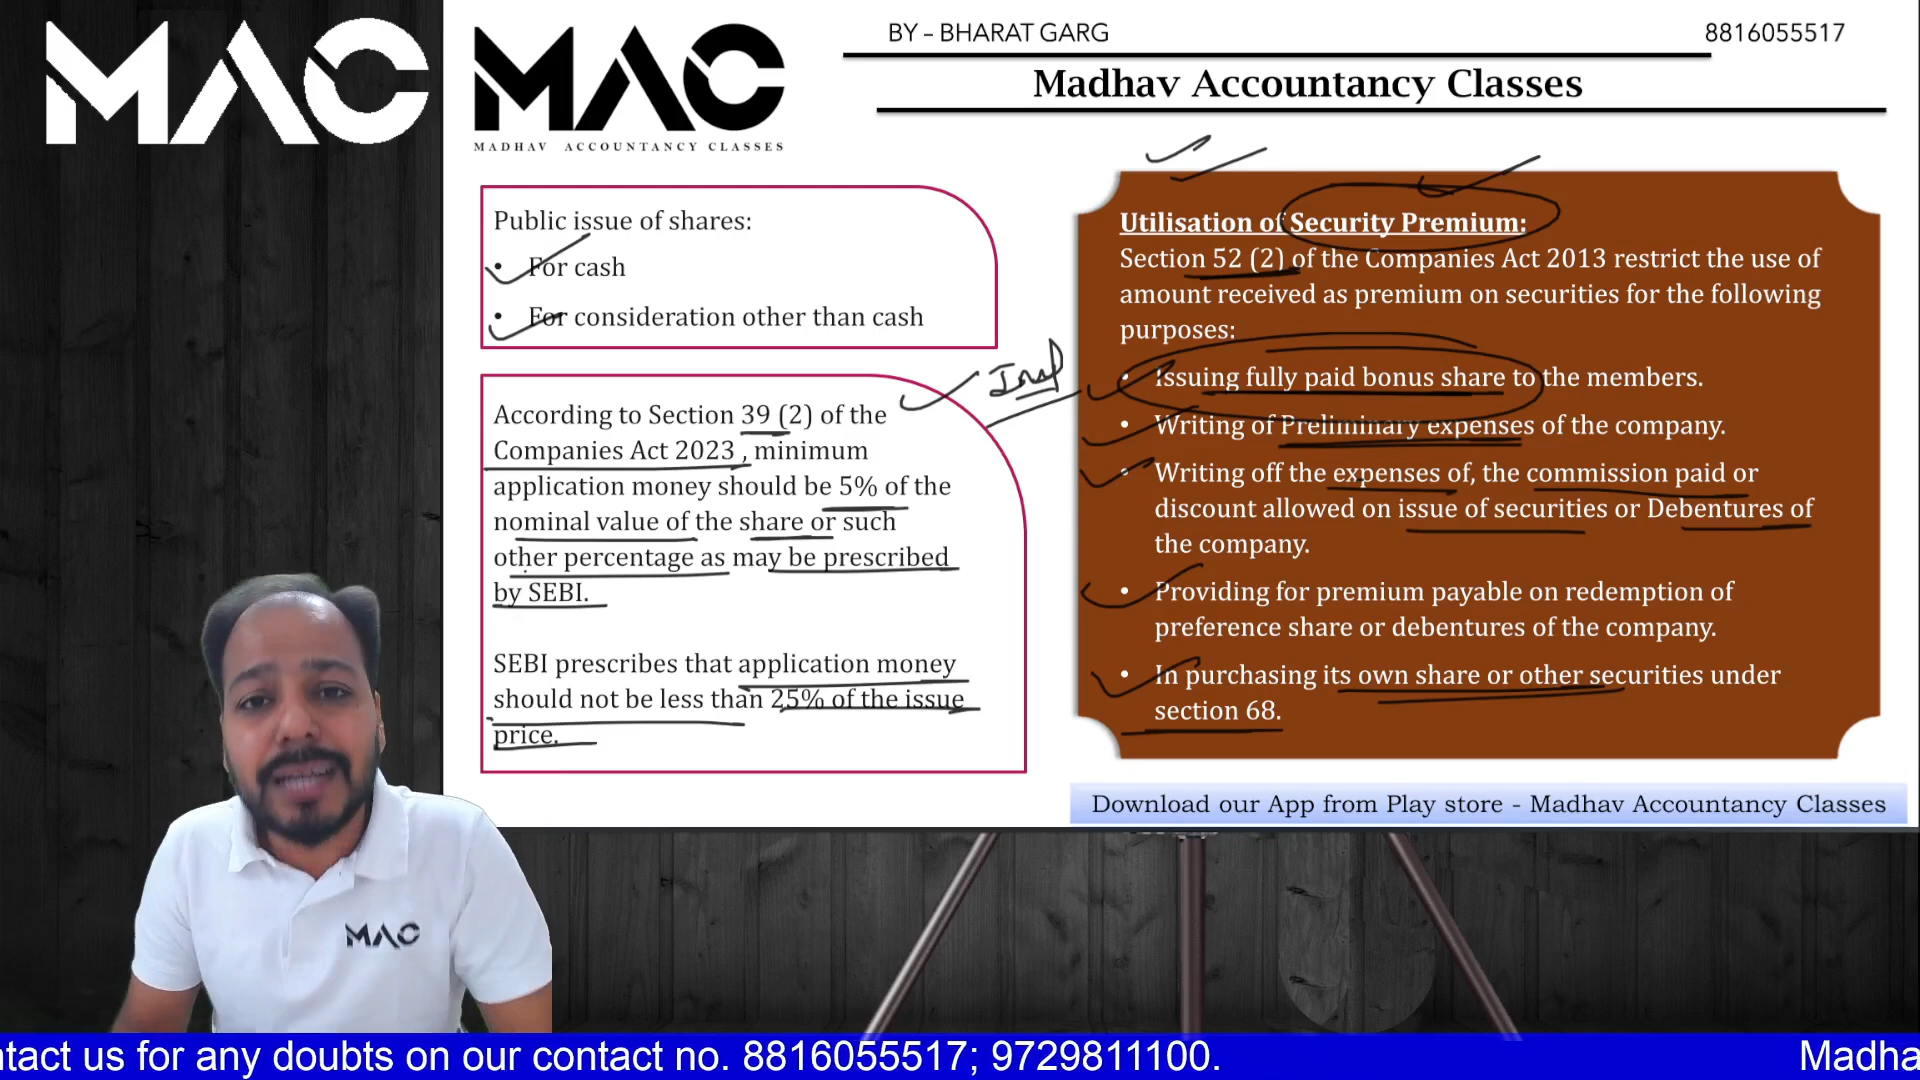 MAC
MAC
MADHAV ACCOUNTANCY CLASSES
BY – BHARAT GARG
8816055517
Madhav Accountancy Classes
Public issue of shares:
• For cash
• For consideration other than cash
According to Section 39 (2) of the
Companies Act 2023 , minimum
application money should be 5% of the
nominal value of the share or such
other percentage as may be prescribed
by SEBI.
SEBI prescribes that application money
should not be less than 25% of the issue
price.
Utilisation of Security Premium:
Section 52 (2) of the Companies Act 2013 restrict the use of
amount received as premium on securities for the following
purposes:
• Issuing fully paid bonus share to the members.
• Writing of Preliminary expenses of the company.
• Writing off the expenses of, the commission paid or
discount allowed on issue of securities or Debentures of
the company.
• Providing for premium payable on redemption of
preference share or debentures of the company.
• In purchasing its own share or other securities under
section 68.
Download our App from Play store - Madhav Accountancy Classes
MAC
ntact us for any doubts on our contact no. 8816055517; 9729811100.
Madha